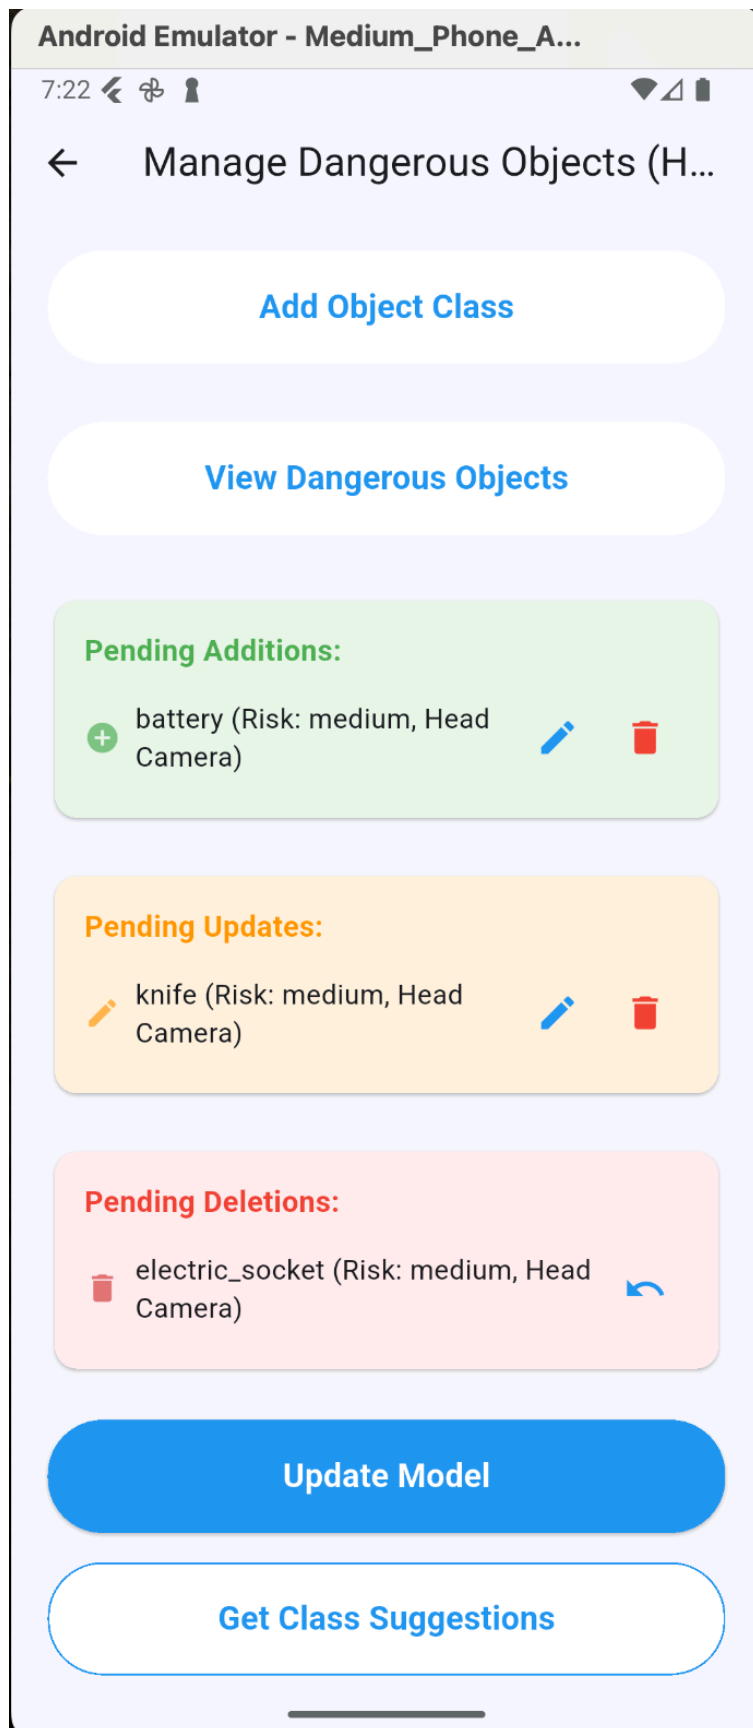 Android Emulator - Medium_Phone_A...
7:22
Manage Dangerous Objects (H...
Add Object Class
View Dangerous Objects
Pending Additions:
battery (Risk: medium, Head
Camera)
Pending Updates:
knife (Risk: medium, Head
Camera)
Pending Deletions:
electric_socket (Risk: medium, Head
Camera)
Update Model
Get Class Suggestions